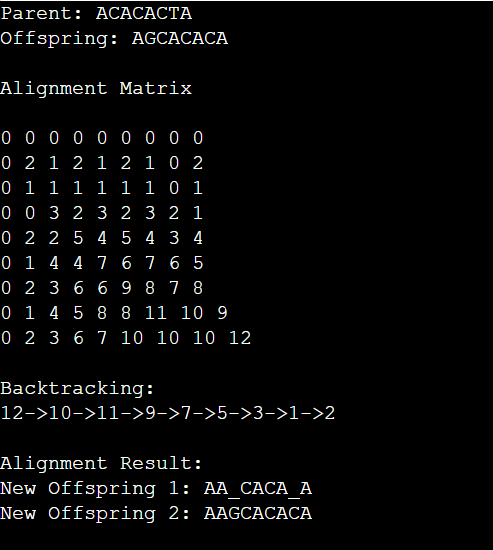 Parent: ACACACTA
Offspring: AGCACACA
Alignment Matrix
0 0 0 0 0 0 0 0 0
0 2 1 2 1 2 1 0 2
0 1 1 1 1 1 1 0 1
0 0 3 2 3 2 3 2 1
0 2 2 5 4 5 4 3 4
0 1 4 4 7 6 7 6 5
0 2 3 6 6 9 8 7 8
0 1 4 5 8 8 11 10 9
0 2 3 6 7 10 10 10 12
Backtracking:
12->10->11->9->7->5->3->1->2
Alignment Result:
New Offspring 1: AA_CACA_A
New Offspring 2: AAGCACACA